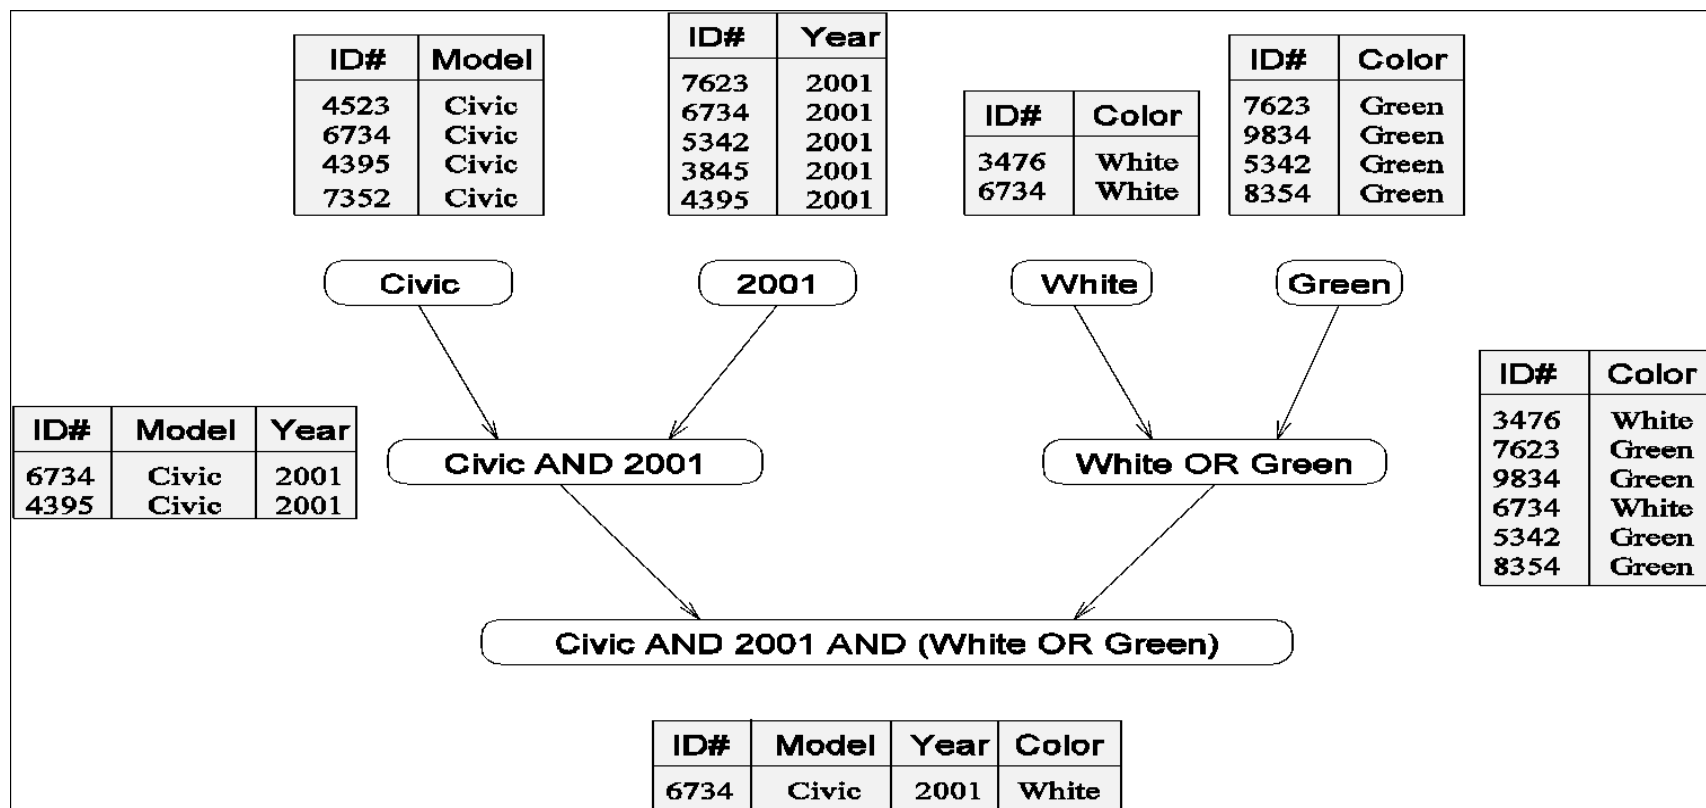 ID# Model
4523 Civic
6734 Civic
4395 Civic
7352 Civic
ID# Year
7623 2001
6734 2001
5342 2001
3845 2001
4395 2001
ID# Color
3476 White
6734 White
ID# Color
7623 Green
9834 Green
5342 Green
8354 Green
Civic
2001
White
Green
ID# Model Year
6734 Civic 2001
4395 Civic 2001
Civic AND 2001
White OR Green
ID# Color
3476 White
7623 Green
9834 Green
6734 White
5342 Green
8354 Green
Civic AND 2001 AND (White OR Green)
ID# Model Year Color
6734 Civic 2001 White